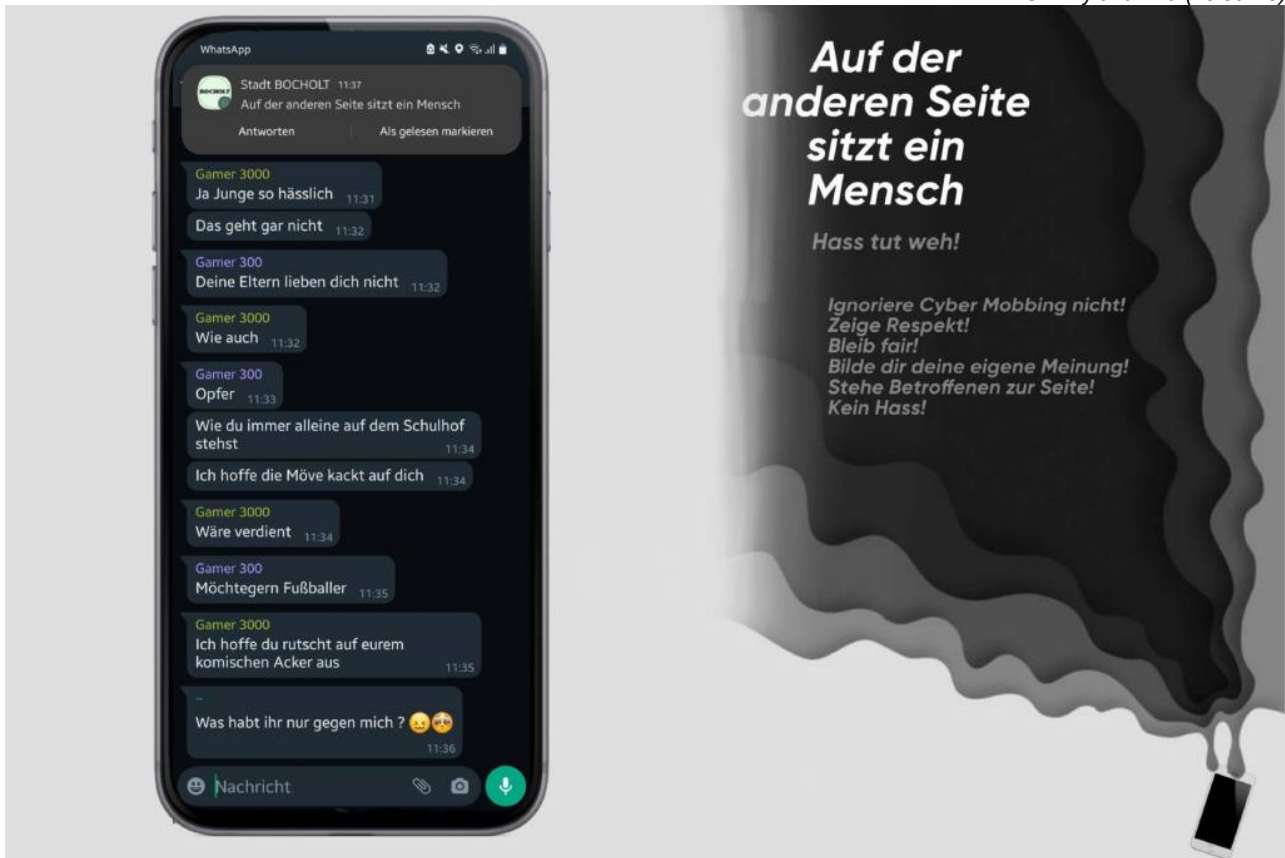 WhatsApp
BOCHOLT
Stadt BOCHOLT 11:37
Auf der anderen Seite sitzt ein Mensch
Antworten Als gelesen markieren
Gamer 3000
Ja Junge so hässlich 11:31
Das geht gar nicht 11:32
Gamer 300
Deine Eltern lieben dich nicht 11:32
Gamer 3000
Wie auch 11:32
Gamer 300
Opfer 11:33
Wie du immer alleine auf dem Schulhof
stehst 11:34
Ich hoffe die Möve kackt auf dich 11:34
Gamer 3000
Wäre verdient 11:34
Gamer 300
Möchtegern Fußballer 11:35
Gamer 3000
Ich hoffe du rutscht auf eurem
komischen Acker aus 11:35
Was habt ihr nur gegen mich ? 😖🥺
11:36
Nachricht
Auf der
anderen Seite
sitzt ein
Mensch
Hass tut weh!
Ignoriere Cyber Mobbing nicht!
Zeige Respekt!
Bleib fair!
Bilde dir deine eigene Meinung!
Stehe Betroffenen zur Seite!
Kein Hass!